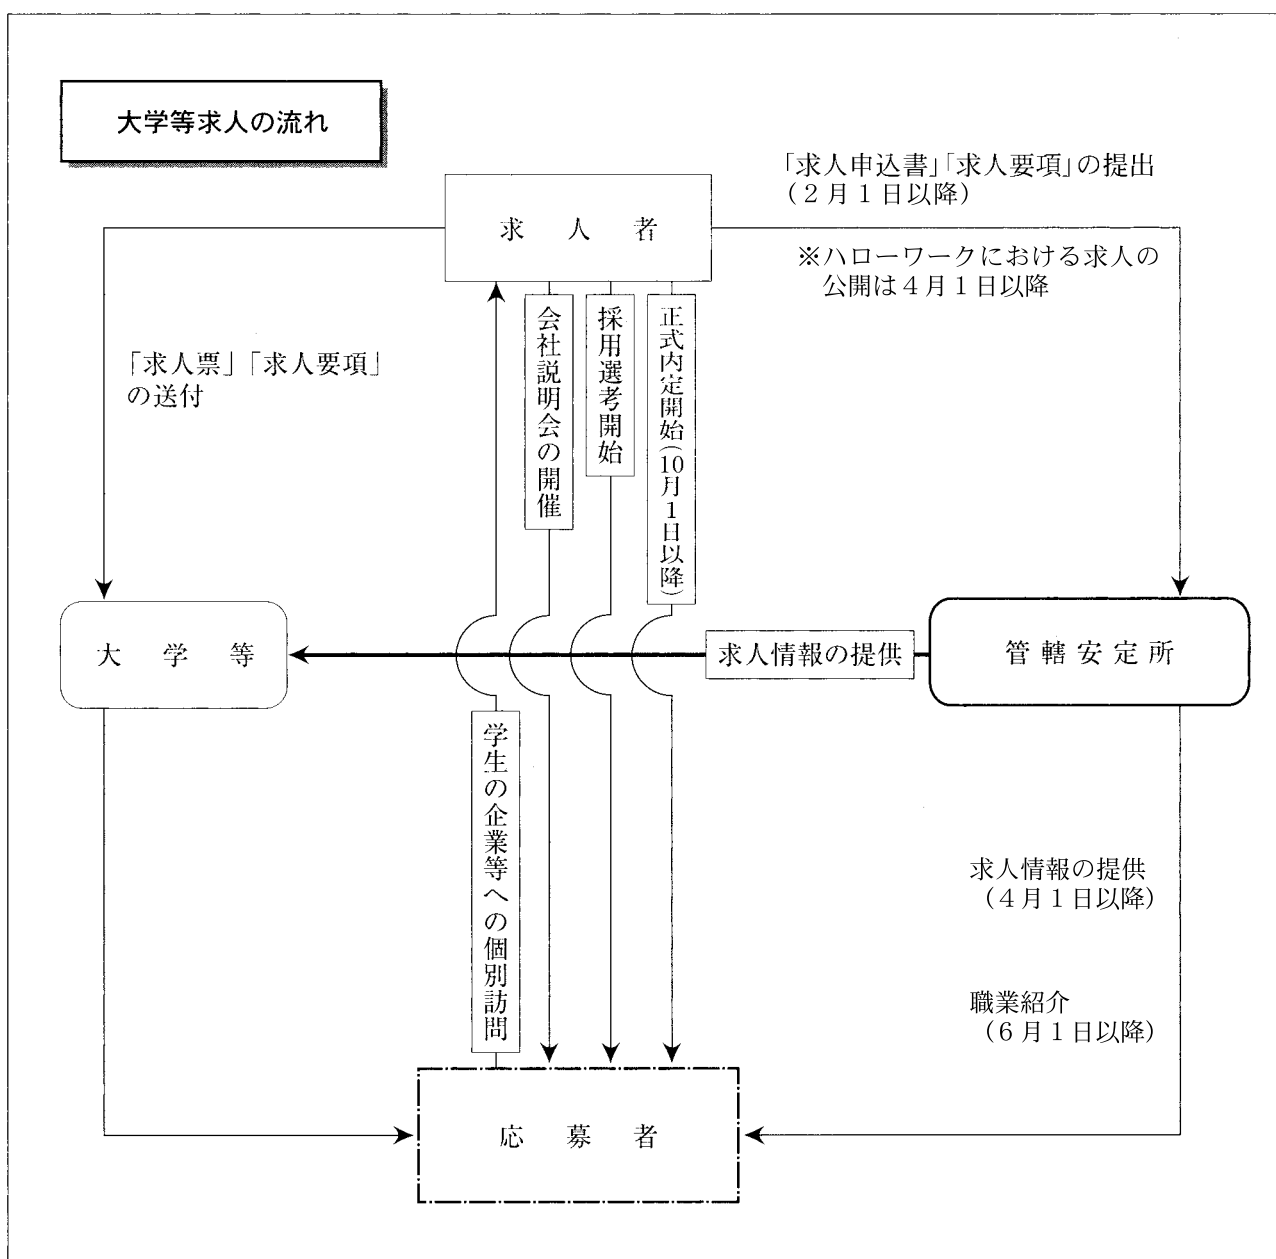 大学等求人の流れ
「求人申込書」「求人要項」の提出
（２月１日以降）
求人者
※ハローワークにおける求人の
公開は４月１日以降
「求人票」「求人要項」
の送付
会社説明会の開催
採用選考開始
正式内定開始（10月１日以降）
大学等
求人情報の提供
管轄安定所
学生の企業等への個別訪問
求人情報の提供
（４月１日以降）
職業紹介
（６月１日以降）
応募者